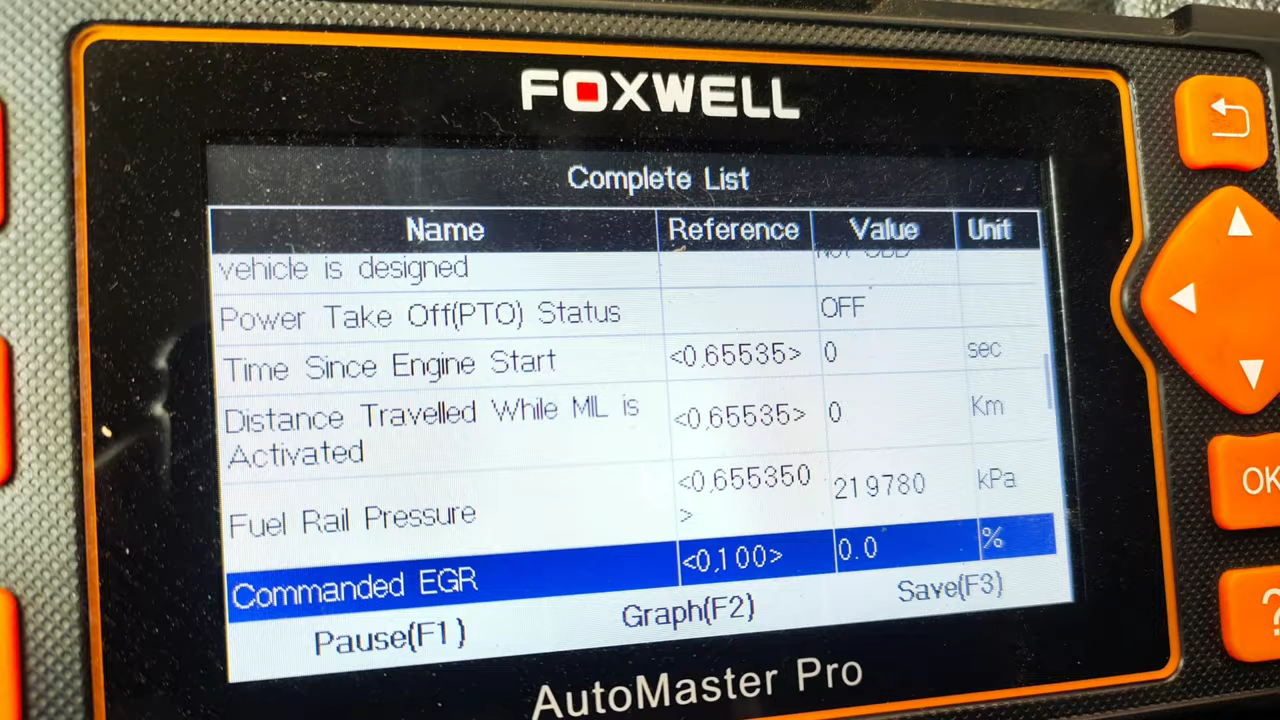 FOXWELL
Complete List
Name Reference Value Unit
vehicle is designed
Power Take Off(PTO) Status OFF
Time Since Engine Start <0,65535> 0 sec
Distance Travelled While MIL is
Activated <0,65535> 0 Km
Fuel Rail Pressure <0,655350
> 219780 kPa
Commanded EGR <0,100> 0.0 %
Pause(F1) Graph(F2) Save(F3)
AutoMaster Pro
OK
?